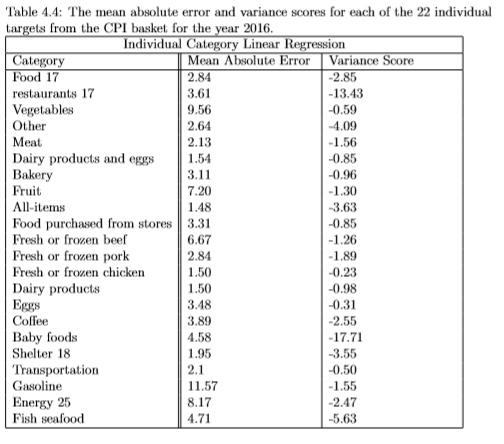 Table 4.4: The mean absolute error and variance scores for each of the 22 individual
targets from the CPI basket for the year 2016.
Individual Category Linear Regression
Category Mean Absolute Error Variance Score
Food 17 2.84 -2.85
restaurants 17 3.61 -13.43
Vegetables 9.56 -0.59
Other 2.64 -4.09
Meat 2.13 -1.56
Dairy products and eggs 1.54 -0.85
Bakery 3.11 -0.96
Fruit 7.20 -1.30
All-items 1.48 -3.63
Food purchased from stores 3.31 -0.85
Fresh or frozen beef 6.67 -1.26
Fresh or frozen pork 2.84 -1.89
Fresh or frozen chicken 1.50 -0.23
Dairy products 1.50 -0.98
Eggs 3.48 -0.31
Coffee 3.89 -2.55
Baby foods 4.58 -17.71
Shelter 18 1.95 -3.55
Transportation 2.1 -0.50
Gasoline 11.57 -1.55
Energy 25 8.17 -2.47
Fish seafood 4.71 -5.63